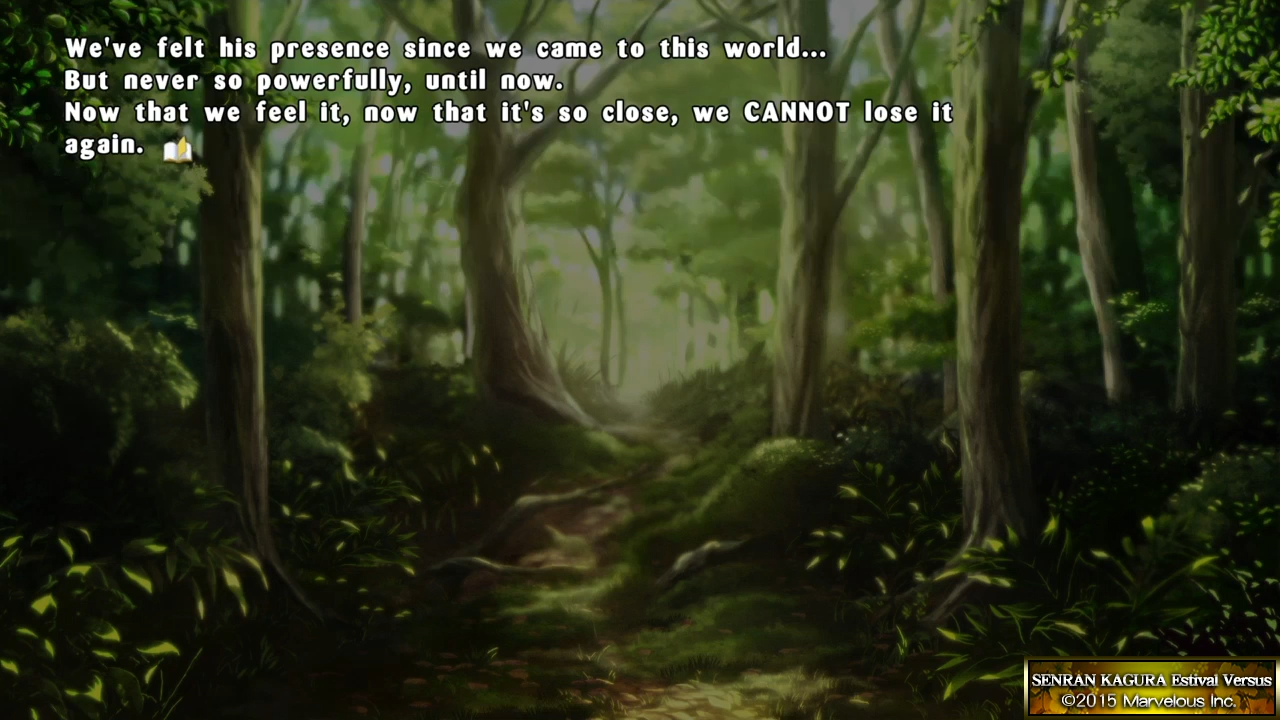 We've felt his presence since we came to this world...
But never so powerfully, until now.
Now that we feel it, now that it's so close, we CANNOT lose it
again.
SENRAN KAGURA Estival Versus
©2015 Marvelous Inc.